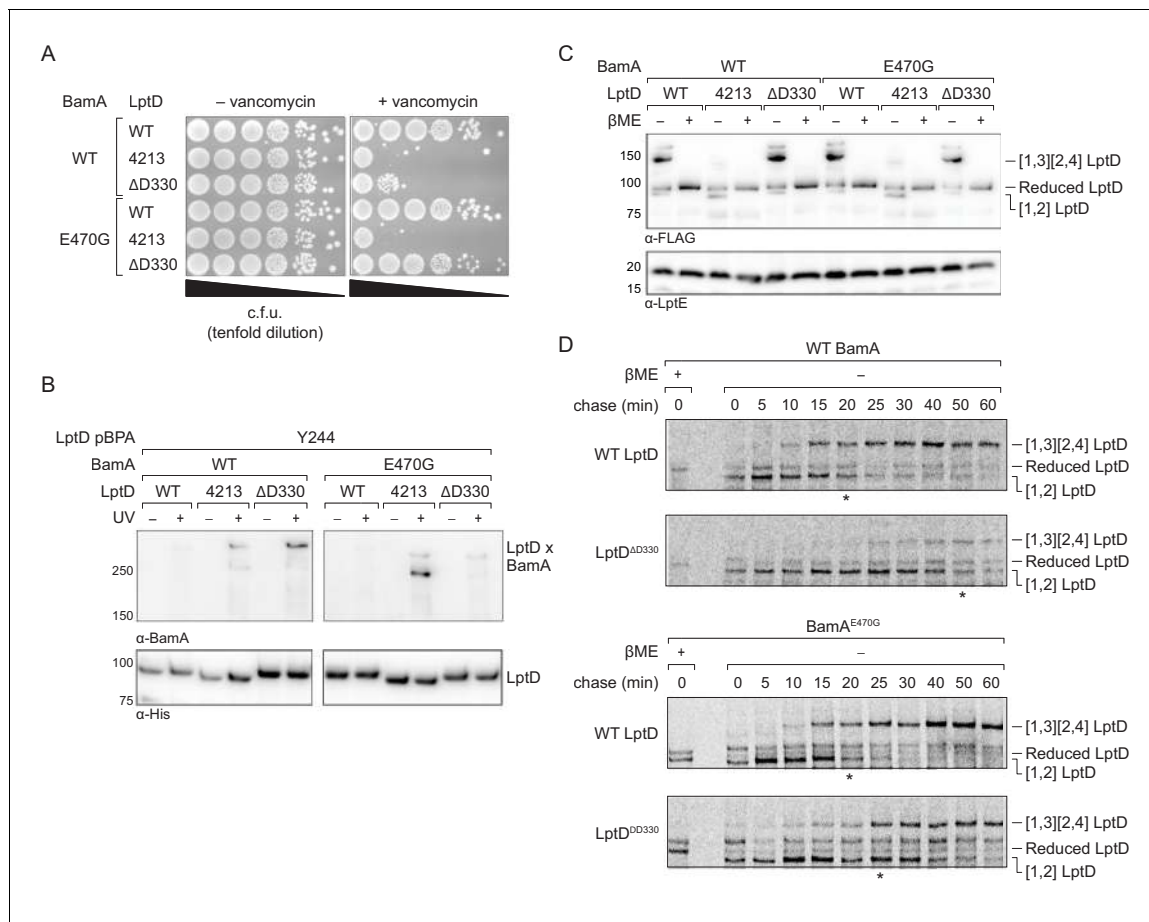 A
BamA LptD – vancomycin + vancomycin
WT
WT 4213
ΔD330
WT
E470G 4213
ΔD330
c.f.u.
(tenfold dilution)
B
LptD pBPA Y244
BamA WT E470G
LptD WT 4213 ΔD330 WT 4213 ΔD330
UV – + – + – + – + – + – +
LptD x
BamA
250
150
α-BamA
100
LptD
75
α-His
C
BamA WT E470G
LptD WT 4213 ΔD330 WT 4213 ΔD330
βME – + – + – + – + – + – +
150
[1,3][2,4] LptD
100
Reduced LptD
[1,2] LptD
75
α-FLAG
20
15
α-LptE
D
WT BamA
βME + –
chase (min) 0 0 5 10 15 20 25 30 40 50 60
WT LptD
[1,3][2,4] LptD
Reduced LptD
[1,2] LptD
*
LptDΔD330
[1,3][2,4] LptD
Reduced LptD
[1,2] LptD
*
BamAE470G
βME + –
chase (min) 0 0 5 10 15 20 25 30 40 50 60
WT LptD
[1,3][2,4] LptD
Reduced LptD
[1,2] LptD
*
LptDDD330
[1,3][2,4] LptD
Reduced LptD
[1,2] LptD
*